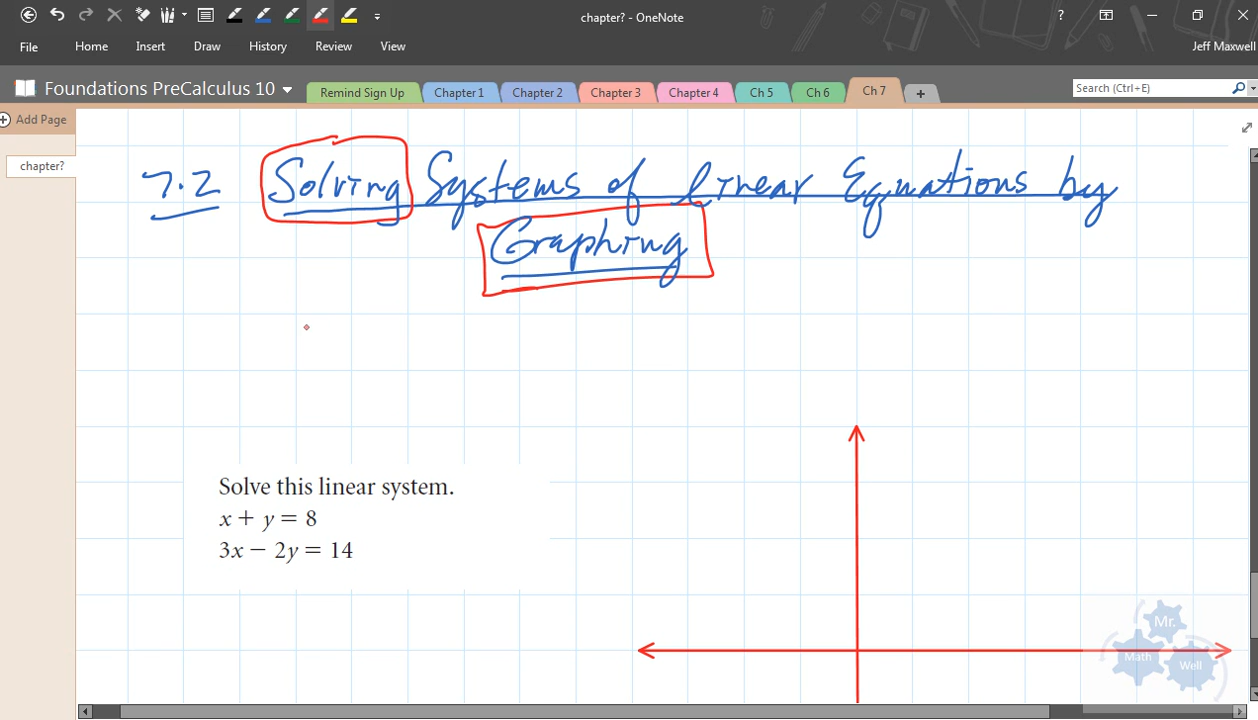 chapter? - OneNote
?
File
Home
Insert
Draw
History
Review
View
Jeff Maxwell
Foundations PreCalculus 10
Remind Sign Up
Chapter 1
Chapter 2
Chapter 3
Chapter 4
Ch 5
Ch 6
Ch 7
Search (Ctrl+E)
Add Page
chapter?
7.2 Solving Systems of linear Equations by
Graphing
Solve this linear system.
x + y = 8
3x − 2y = 14
Mr.
Math
Well